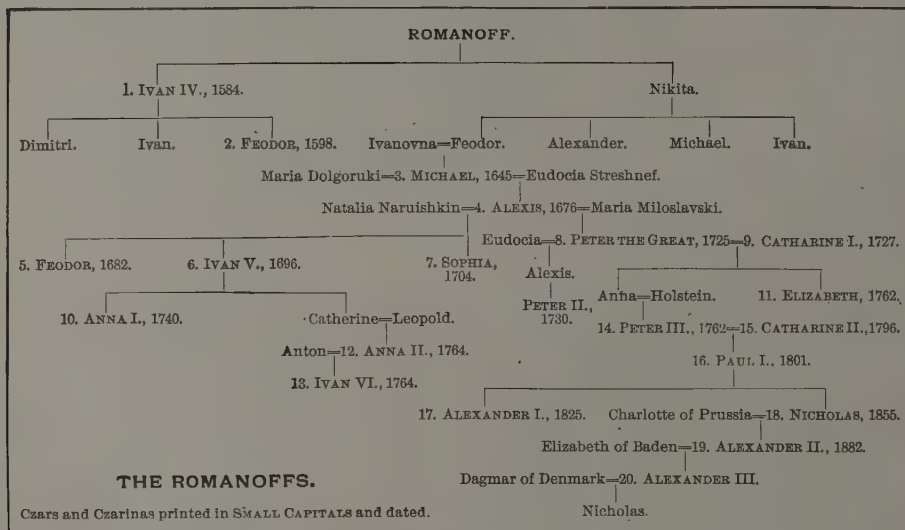 ROMANOFF.
1. IVAN IV., 1584. Nikita.
Dimitri. Ivan. 2. FEODOR, 1598. Ivanovna=Feodor. Alexander. Michael. Ivan.
Maria Dolgoruki=3. MICHAEL, 1645=Eudocia Streshnef.
Natalia Naruishkin=4. ALEXIS, 1676=Maria Miloslavski.
Eudocia=8. PETER THE GREAT, 1725=9. CATHARINE I., 1727.
5. FEODOR, 1682. 6. IVAN V., 1696. 7. SOPHIA,
1704.
Alexis.
PETER II.,
1730.
Anna=Holstein. 11. ELIZABETH, 1762.
10. ANNA I., 1740. Catherine=Leopold.
14. PETER III., 1762=15. CATHARINE II., 1796.
Anton=12. ANNA II., 1764.
16. PAUL I., 1801.
13. IVAN VI., 1764.
17. ALEXANDER I., 1825. Charlotte of Prussia=18. NICHOLAS, 1855.
Elizabeth of Baden=19. ALEXANDER II., 1882.
THE ROMANOFFS.
Dagmar of Denmark=20. ALEXANDER III.
Czars and Czarinas printed in SMALL CAPITALS and dated.
Nicholas.